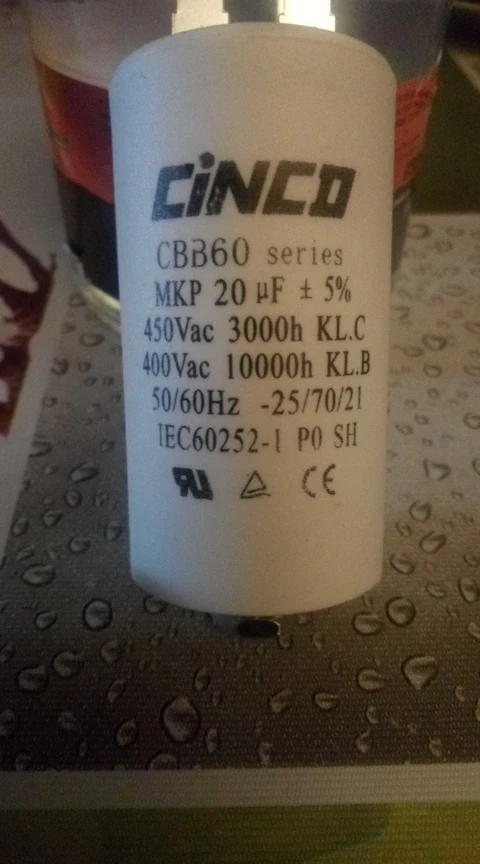 CiNCO
CBB60 series
MKP 20 µF ± 5%
450Vac 3000h KL.C
400Vac 10000h KL.B
50/60Hz -25/70/21
IEC60252-1 P0 SH
RU CE